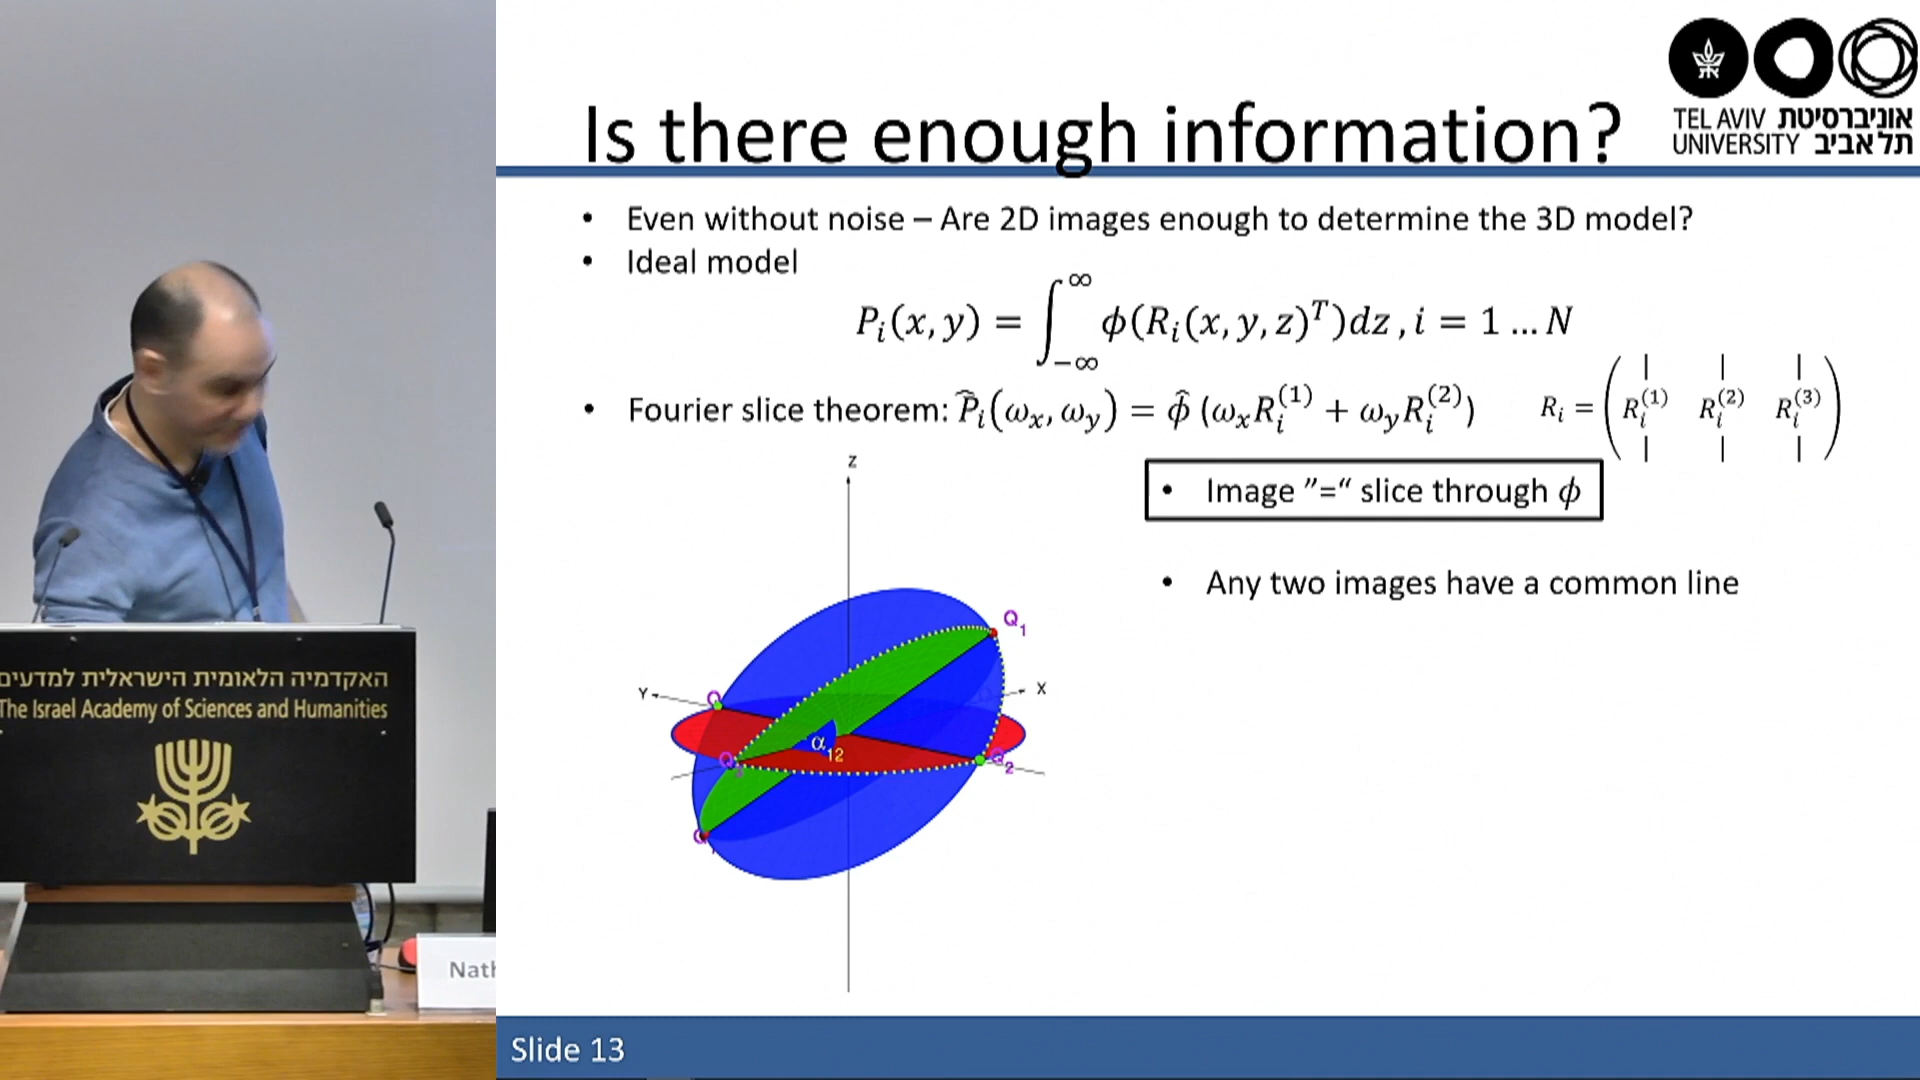 TEL AVIV אוניברסיטת
UNIVERSITY תל אביב
Is there enough information?
• Even without noise – Are 2D images enough to determine the 3D model?
• Ideal model
P_i(x, y) = ∫_{-∞}^{∞} ϕ(R_i(x, y, z)^T)dz , i = 1 … N
• Fourier slice theorem: P̂_i(ω_x, ω_y) = ϕ̂ (ω_x R_i^{(1)} + ω_y R_i^{(2)})
R_i = ( R_i^{(1)} R_i^{(2)} R_i^{(3)} )
• Image ”=“ slice through ϕ
• Any two images have a common line
Z
Q_1
Y
X
Q
α_12
Q
Q_2
Q
האקדמיה הלאומית הישראלית למדעים
The Israel Academy of Sciences and Humanities
Nath
Slide 13